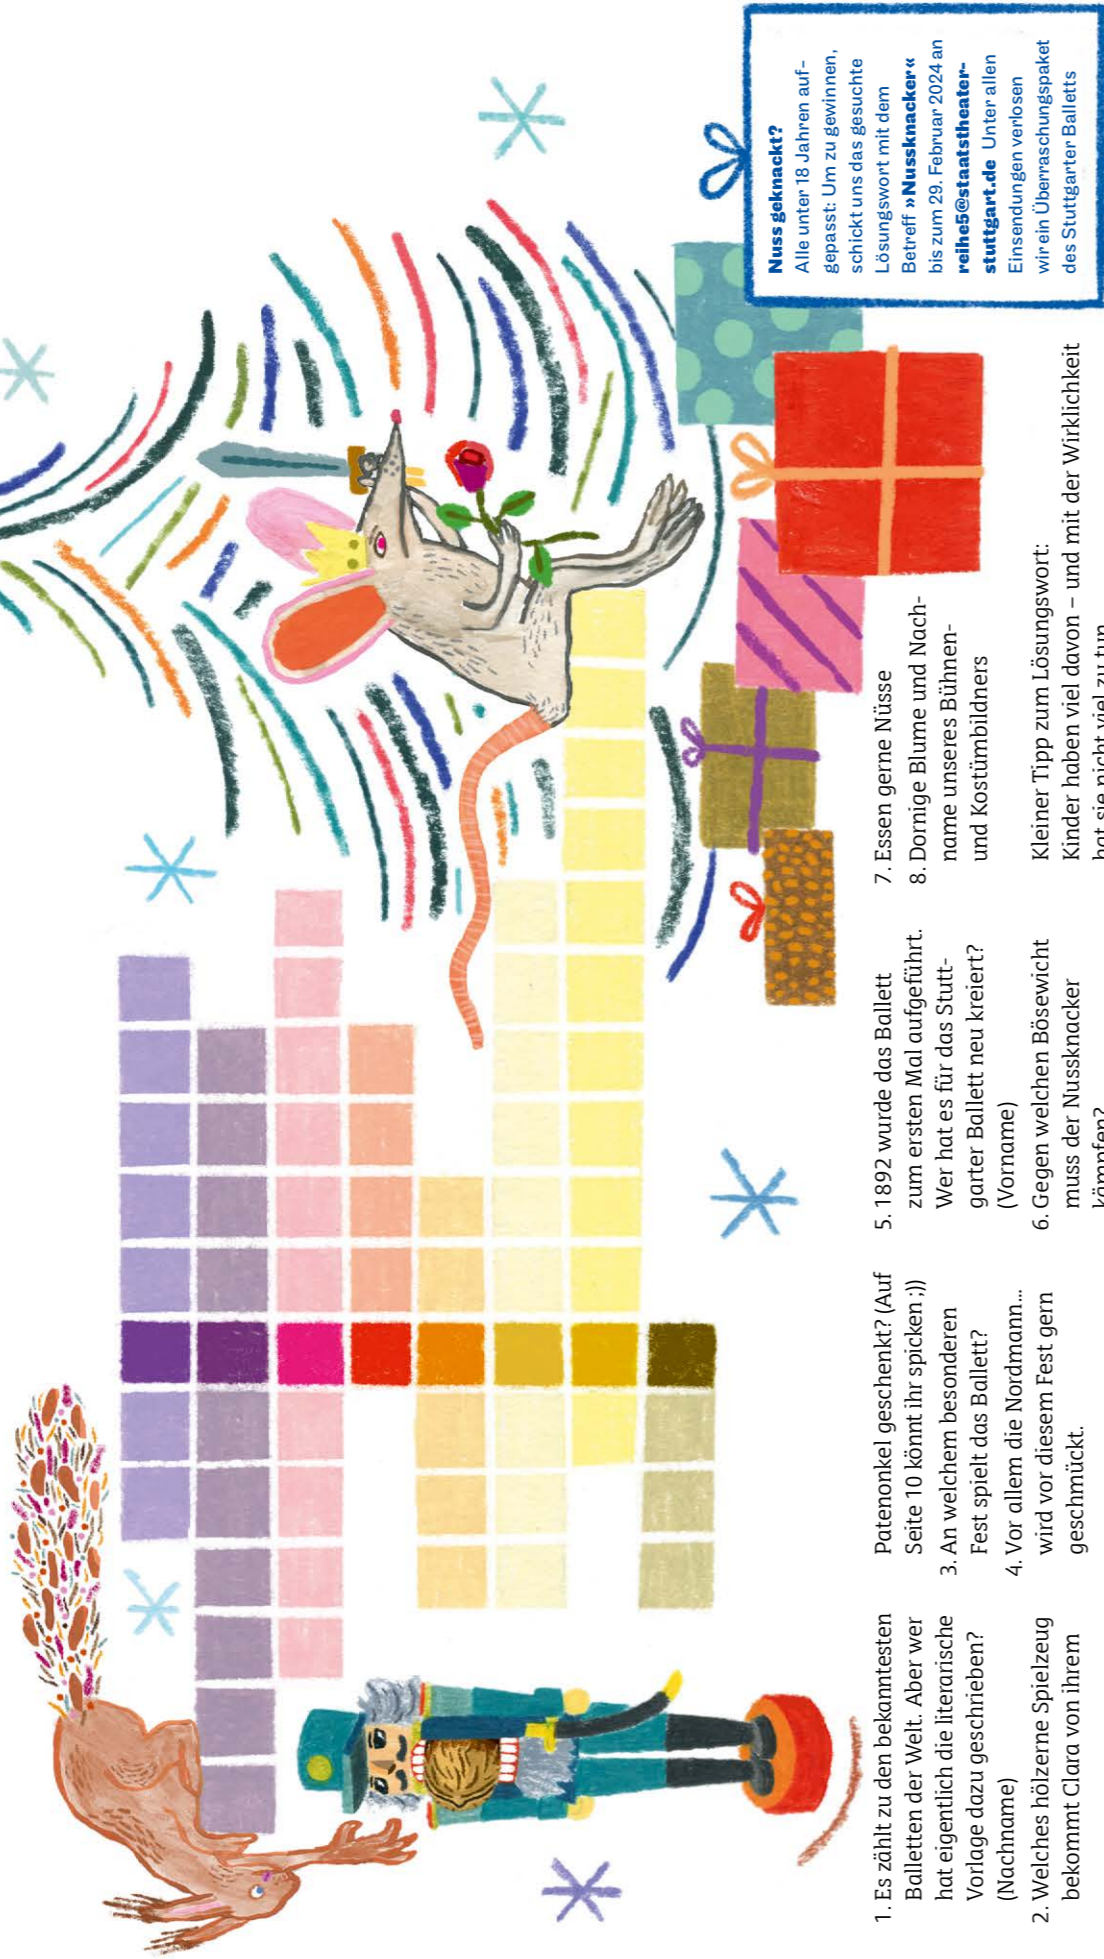 1. Es zählt zu den bekanntesten
Balletten der Welt. Aber wer
hat eigentlich die literarische
Vorlage dazu geschrieben?
(Nachname)
2. Welches hölzerne Spielzeug
bekommt Clara von ihrem
Patenonkel geschenkt? (Auf
Seite 10 könnt ihr spicken ;))
3. An welchem besonderen
Fest spielt das Ballett?
4. Vor allem die Nordmann...
wird vor diesem Fest gern
geschmückt.
5. 1892 wurde das Ballett
zum ersten Mal aufgeführt.
Wer hat es für das Stutt-
garter Ballett neu kreiert?
(Vorname)
6. Gegen welchen Bösewicht
muss der Nussknacker
kämpfen?
7. Essen gerne Nüsse
8. Dornige Blume und Nach-
name unseres Bühnen-
und Kostümbildners
Kleiner Tipp zum Lösungswort:
Kinder haben viel davon – und mit der Wirklichkeit
hat sie nicht viel zu tun
Nuss geknackt?
Alle unter 18 Jahren auf-
gepasst: Um zu gewinnen,
schickt uns das gesuchte
Lösungswort mit dem
Betreff »Nussknacker«
bis zum 29. Februar 2024 an
reihe5@staatstheater-
stuttgart.de Unter allen
Einsendungen verlosen
wir ein Überraschungspaket
des Stuttgarter Balletts